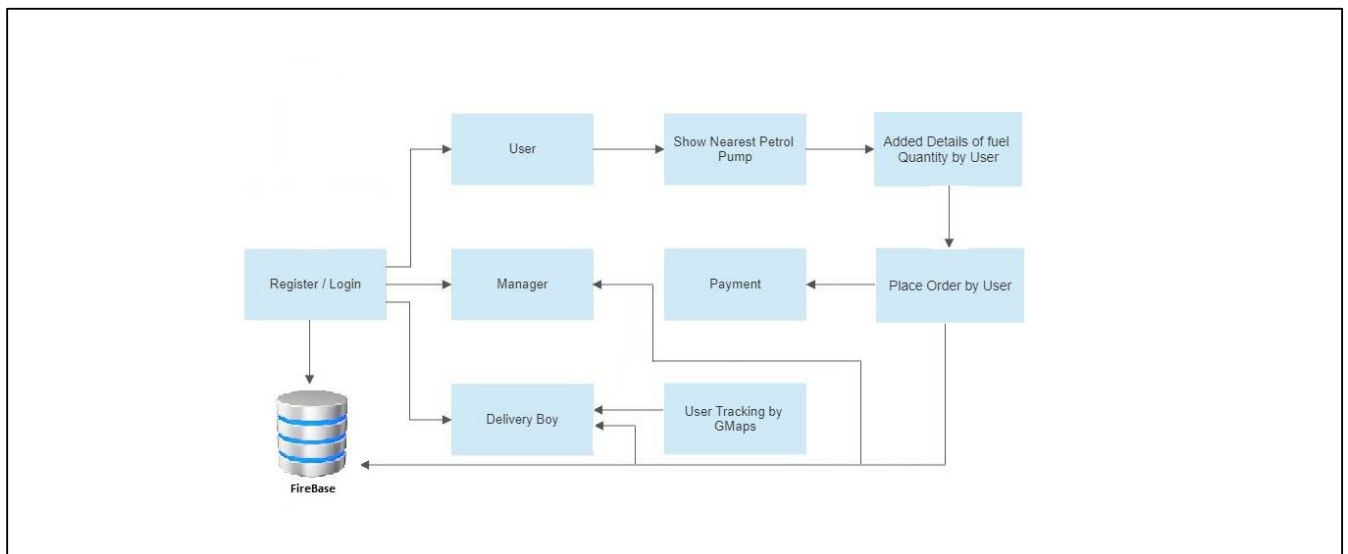 User
Show Nearest Petrol
Pump
Added Details of fuel
Quantity by User
Register / Login
Manager
Payment
Place Order by User
Delivery Boy
User Tracking by
GMaps
FireBase